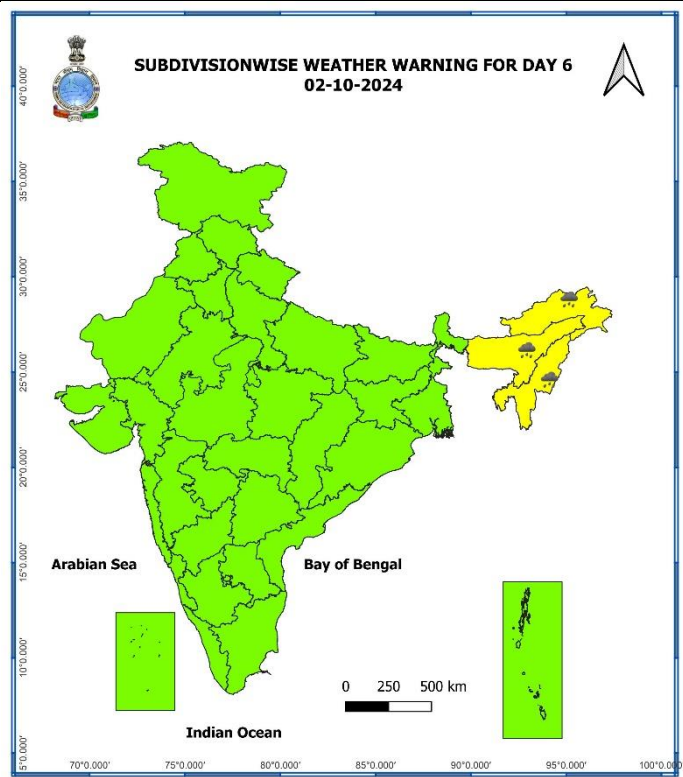 SUBDIVISIONWISE WEATHER WARNING FOR DAY 6
02-10-2024
40°0.000'
35°0.000'
30°0.000'
25°0.000'
20°0.000'
15°0.000'
10°0.000'
5°0.000'
Arabian Sea
Bay of Bengal
0 250 500 km
Indian Ocean
70°0.000' 75°0.000' 80°0.000' 85°0.000' 90°0.000' 95°0.000' 100°0.000